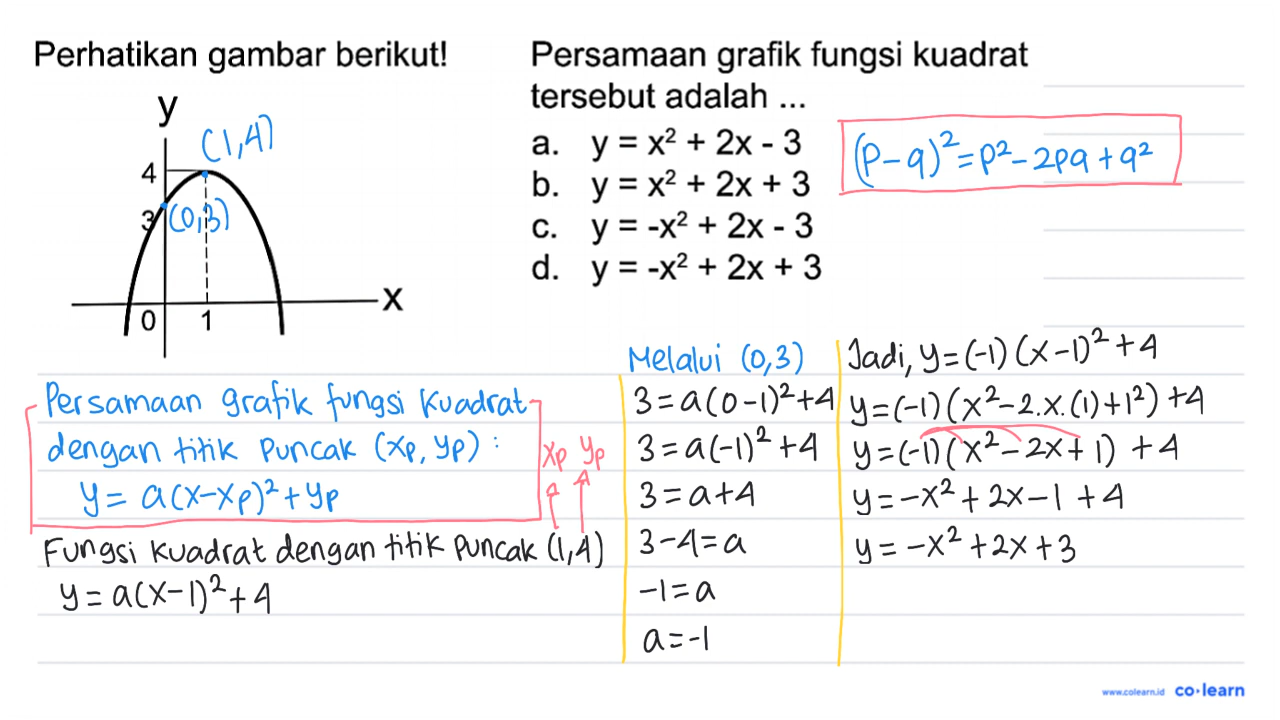 Perhatikan gambar berikut!
y
(1,4)
4
3
(0,3)
0
1
x
Persamaan grafik fungsi kuadrat
tersebut adalah ...
a. y = x² + 2x - 3
b. y = x² + 2x + 3
c. y = -x² + 2x - 3
d. y = -x² + 2x + 3
(p-q)² = p² - 2pq + q²
Persamaan grafik fungsi kuadrat
dengan titik puncak (xp, yp) :
y = a(x-xp)² + yp
xp yp
Fungsi kuadrat dengan titik puncak (1,4)
y = a(x-1)² + 4
Melalui (0,3)
3 = a(0-1)² + 4
3 = a(-1)² + 4
3 = a + 4
3 - 4 = a
-1 = a
a = -1
Jadi, y = (-1)(x-1)² + 4
y = (-1)(x² - 2.x.(1) + 1²) + 4
y = (-1)(x² - 2x + 1) + 4
y = -x² + 2x - 1 + 4
y = -x² + 2x + 3
www.colearn.id co·learn